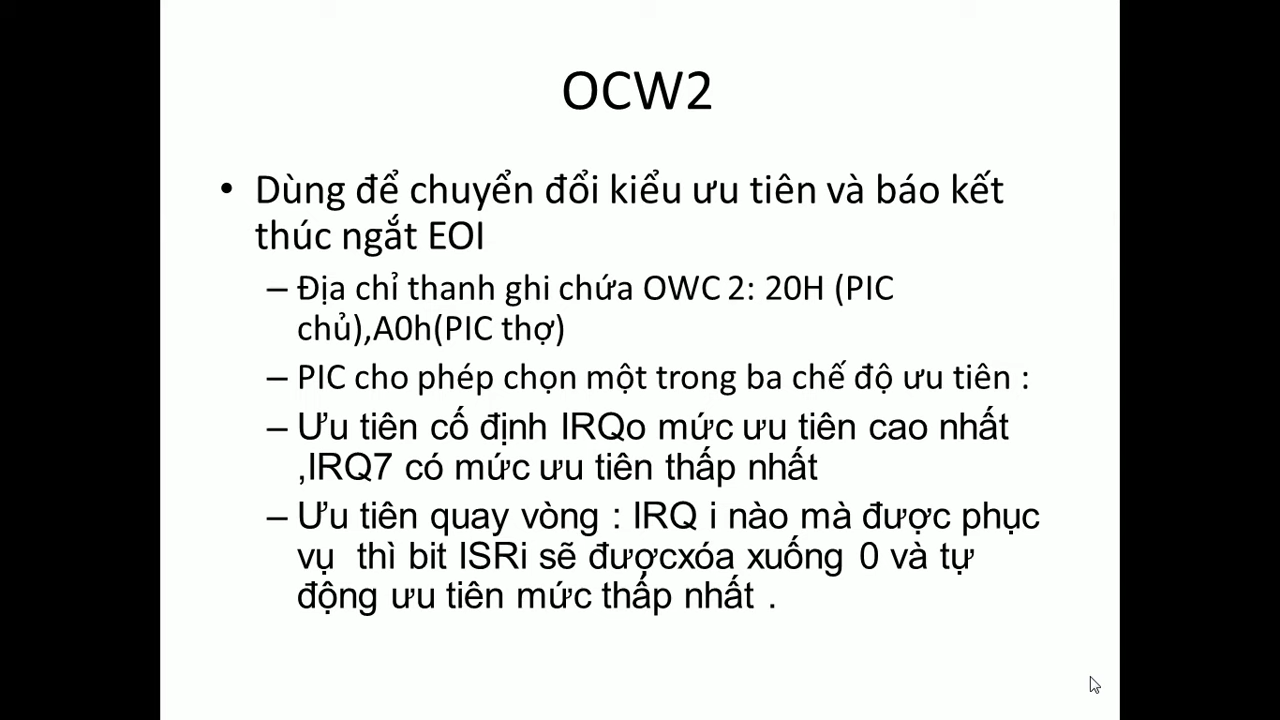 OCW2
• Dùng để chuyển đổi kiểu ưu tiên và báo kết
thúc ngắt EOI
– Địa chỉ thanh ghi chứa OWC 2: 20H (PIC
chủ),A0h(PIC thợ)
– PIC cho phép chọn một trong ba chế độ ưu tiên :
– Ưu tiên cố định IRQo mức ưu tiên cao nhất
,IRQ7 có mức ưu tiên thấp nhất
– Ưu tiên quay vòng : IRQ i nào mà được phục
vụ  thì bit ISRi sẽ đượcxóa xuống 0 và tự
động ưu tiên mức thấp nhất .